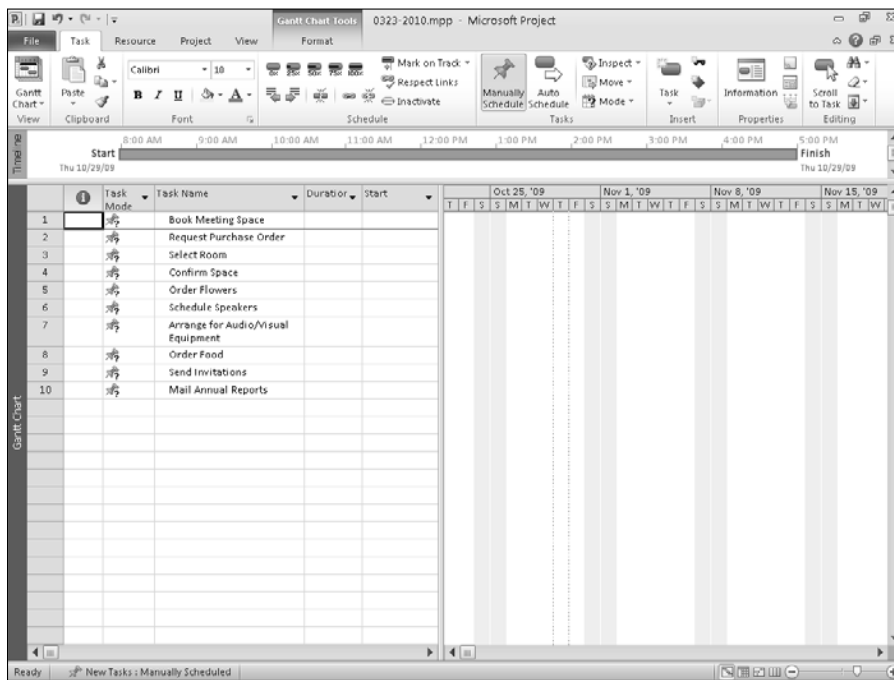 0323-2010.mpp - Microsoft Project
Gantt Chart Tools
File Task Resource Project View Format
Gantt Chart
View
Paste
Clipboard
Calibri 10
B I U A
Font
0% 25% 50% 75% 100%
Mark on Track
Respect Links
Inactivate
Schedule
Manually Schedule
Auto Schedule
Inspect
Move
Mode
Tasks
Task
Insert
Information
Properties
Scroll to Task
Editing
Timeline
8:00 AM 9:00 AM 10:00 AM 11:00 AM 12:00 PM 1:00 PM 2:00 PM 3:00 PM 4:00 PM 5:00 PM
Start
Thu 10/29/09
Finish
Thu 10/29/09
Task Mode Task Name Duration Start
Oct 25, '09 Nov 1, '09 Nov 8, '09 Nov 15, '09
T F S S M T W T F S S M T W T F S S M T W T F S S M T W
1 Book Meeting Space
2 Request Purchase Order
3 Select Room
4 Confirm Space
5 Order Flowers
6 Schedule Speakers
7 Arrange for Audio/Visual
Equipment
8 Order Food
9 Send Invitations
10 Mail Annual Reports
Gantt Chart
Ready New Tasks : Manually Scheduled